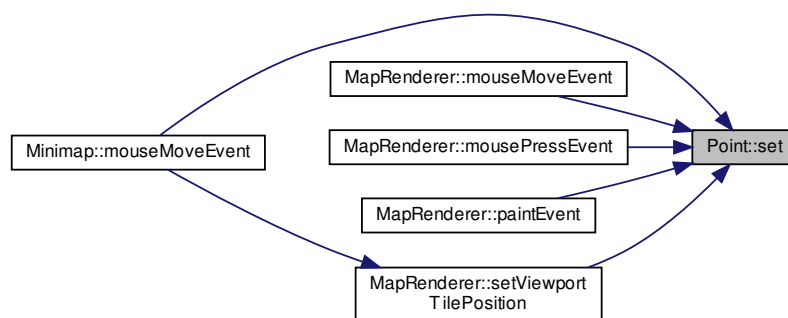 MapRenderer::mouseMoveEvent
Minimap::mouseMoveEvent
MapRenderer::mousePressEvent
Point::set
MapRenderer::paintEvent
MapRenderer::setViewport
TilePosition